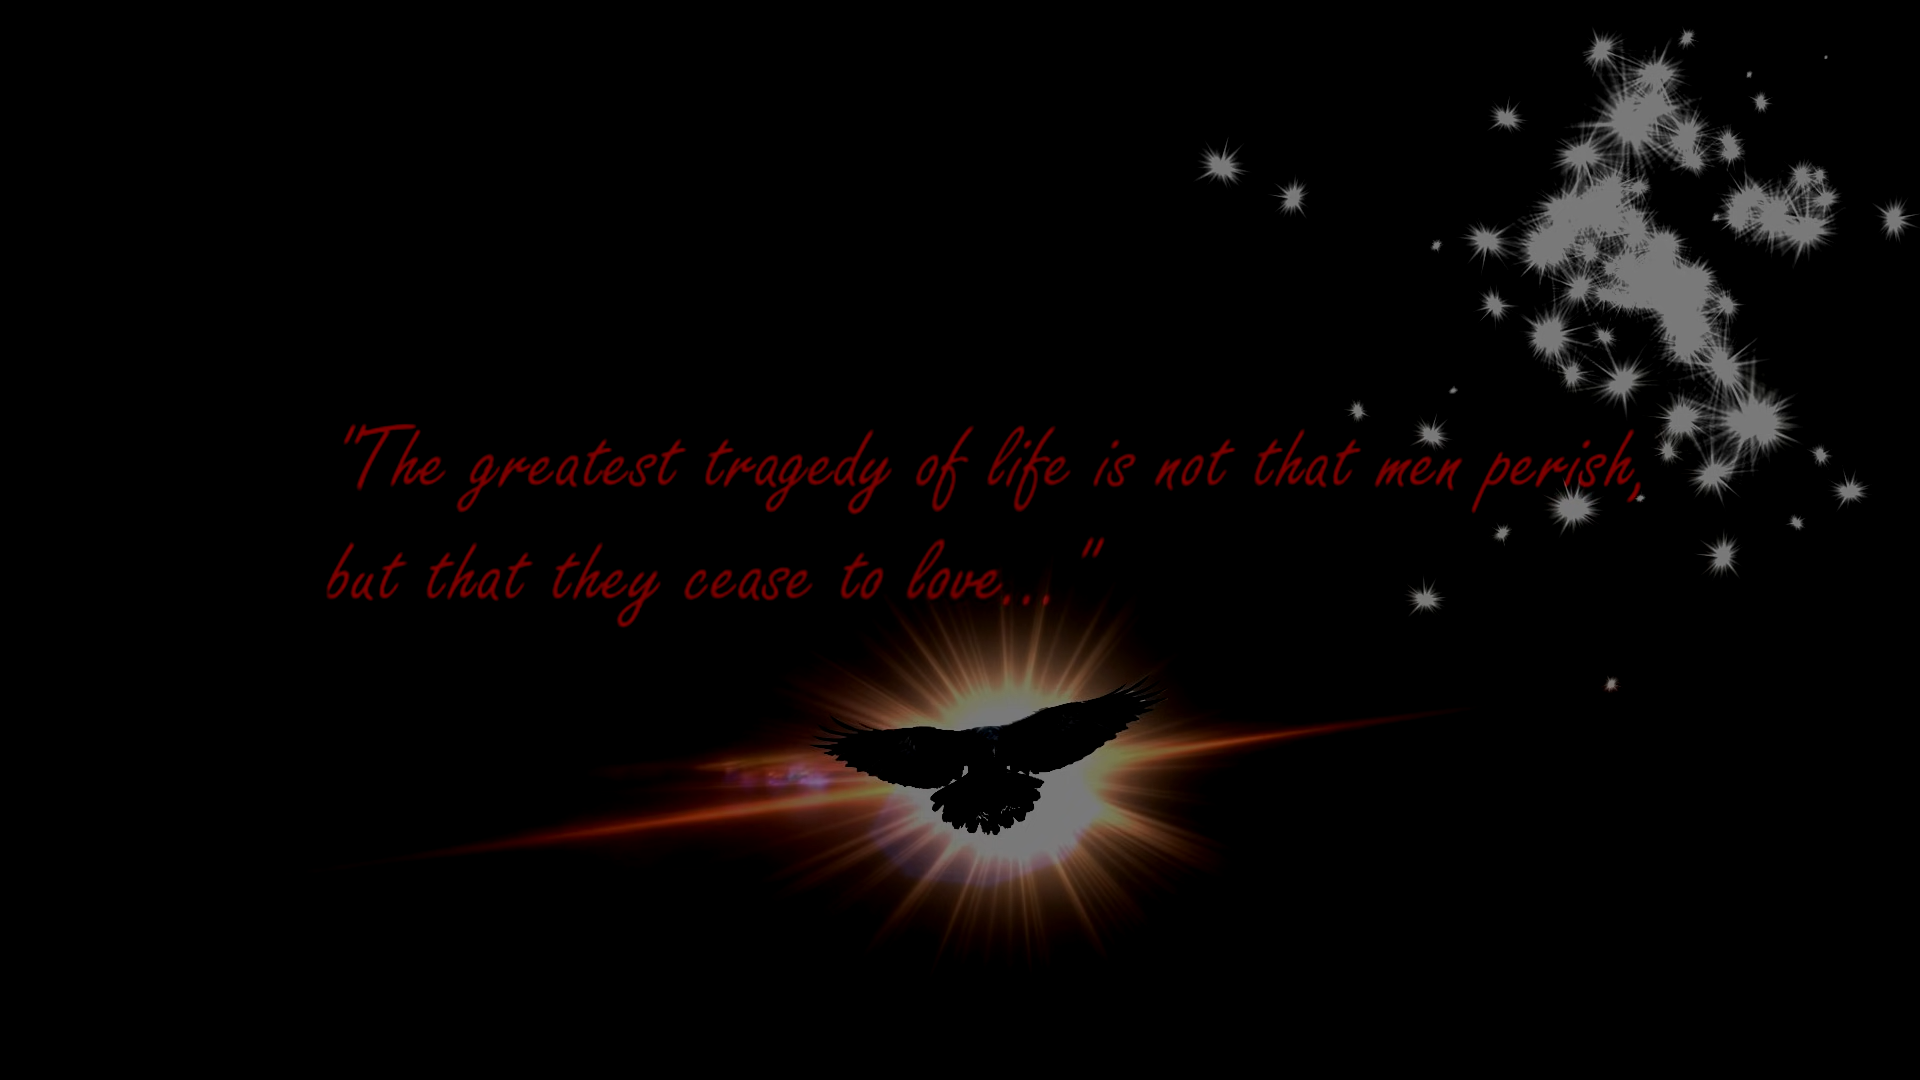 "The greatest tragedy of life is not that men perish,
but that they cease to love..."